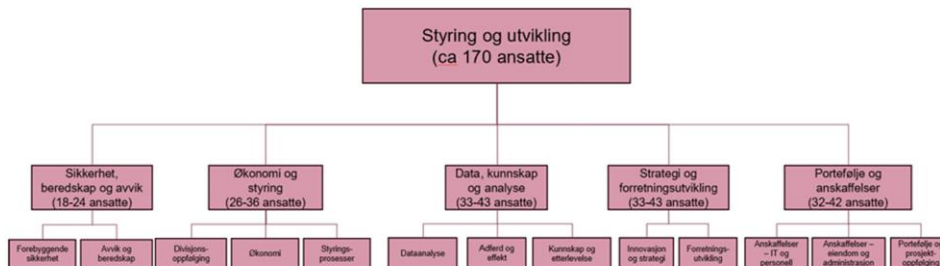 Styring og utvikling
(ca 170 ansatte)
Sikkerhet,
beredskap og avvik
(18-24 ansatte)
Økonomi og
styring
(26-36 ansatte)
Data, kunnskap
og analyse
(33-43 ansatte)
Strategi og
forretningsutvikling
(33-43 ansatte)
Portefølje og
anskaffelser
(32-42 ansatte)
Forebyggende
sikkerhet
Avvik og
beredskap
Divisjons-
oppfølging
Økonomi
Styrings-
prosesser
Dataanalyse
Adferd og
effekt
Kunnskap og
etterlevelse
Innovasjon
og strategi
Forretnings-
utvikling
Anskaffelser
– IT og
personell
Anskaffelser –
eiendom og
administrasjon
Portefølje og
prosjekt-
oppfølging